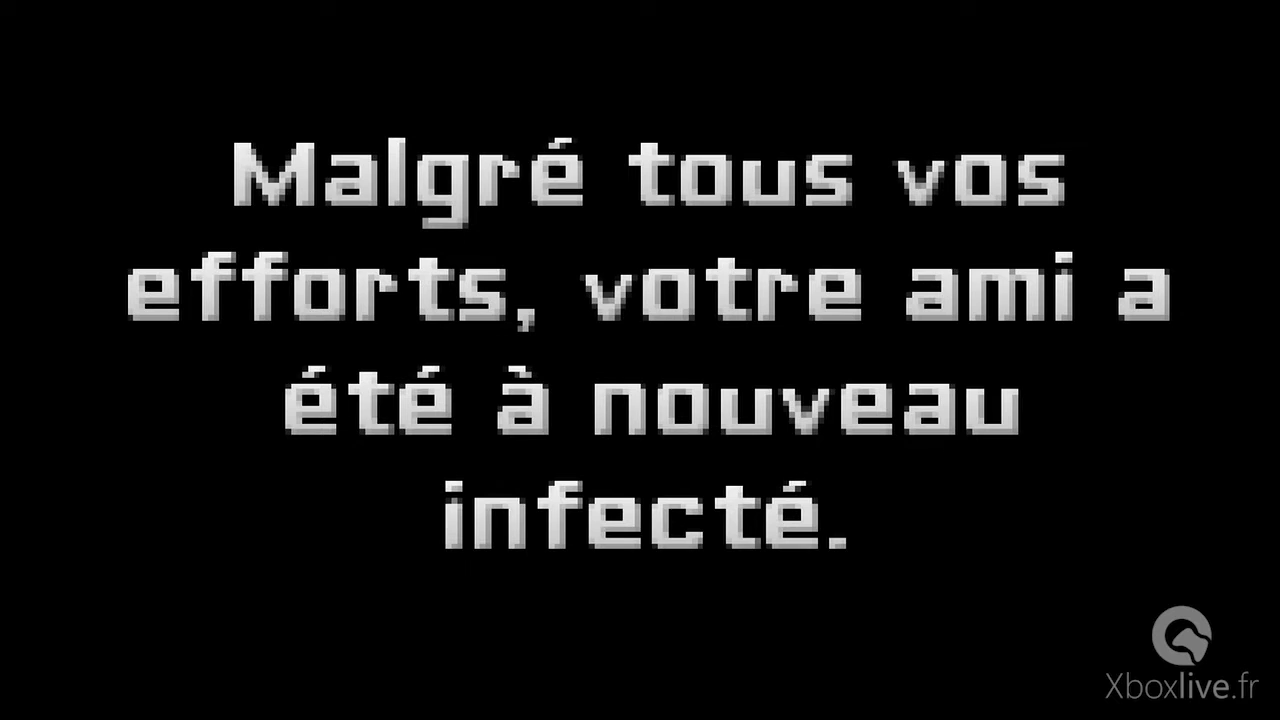 Malgré tous vos
efforts, votre ami a
été à nouveau
infecté.
Xboxlive.fr